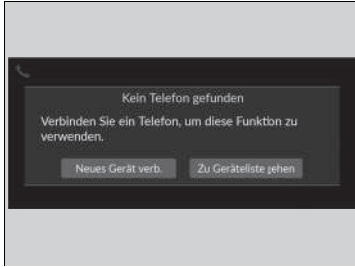 Kein Telefon gefunden
Verbinden Sie ein Telefon, um diese Funktion zu
verwenden.
Neues Gerät verb.
Zu Geräteliste gehen